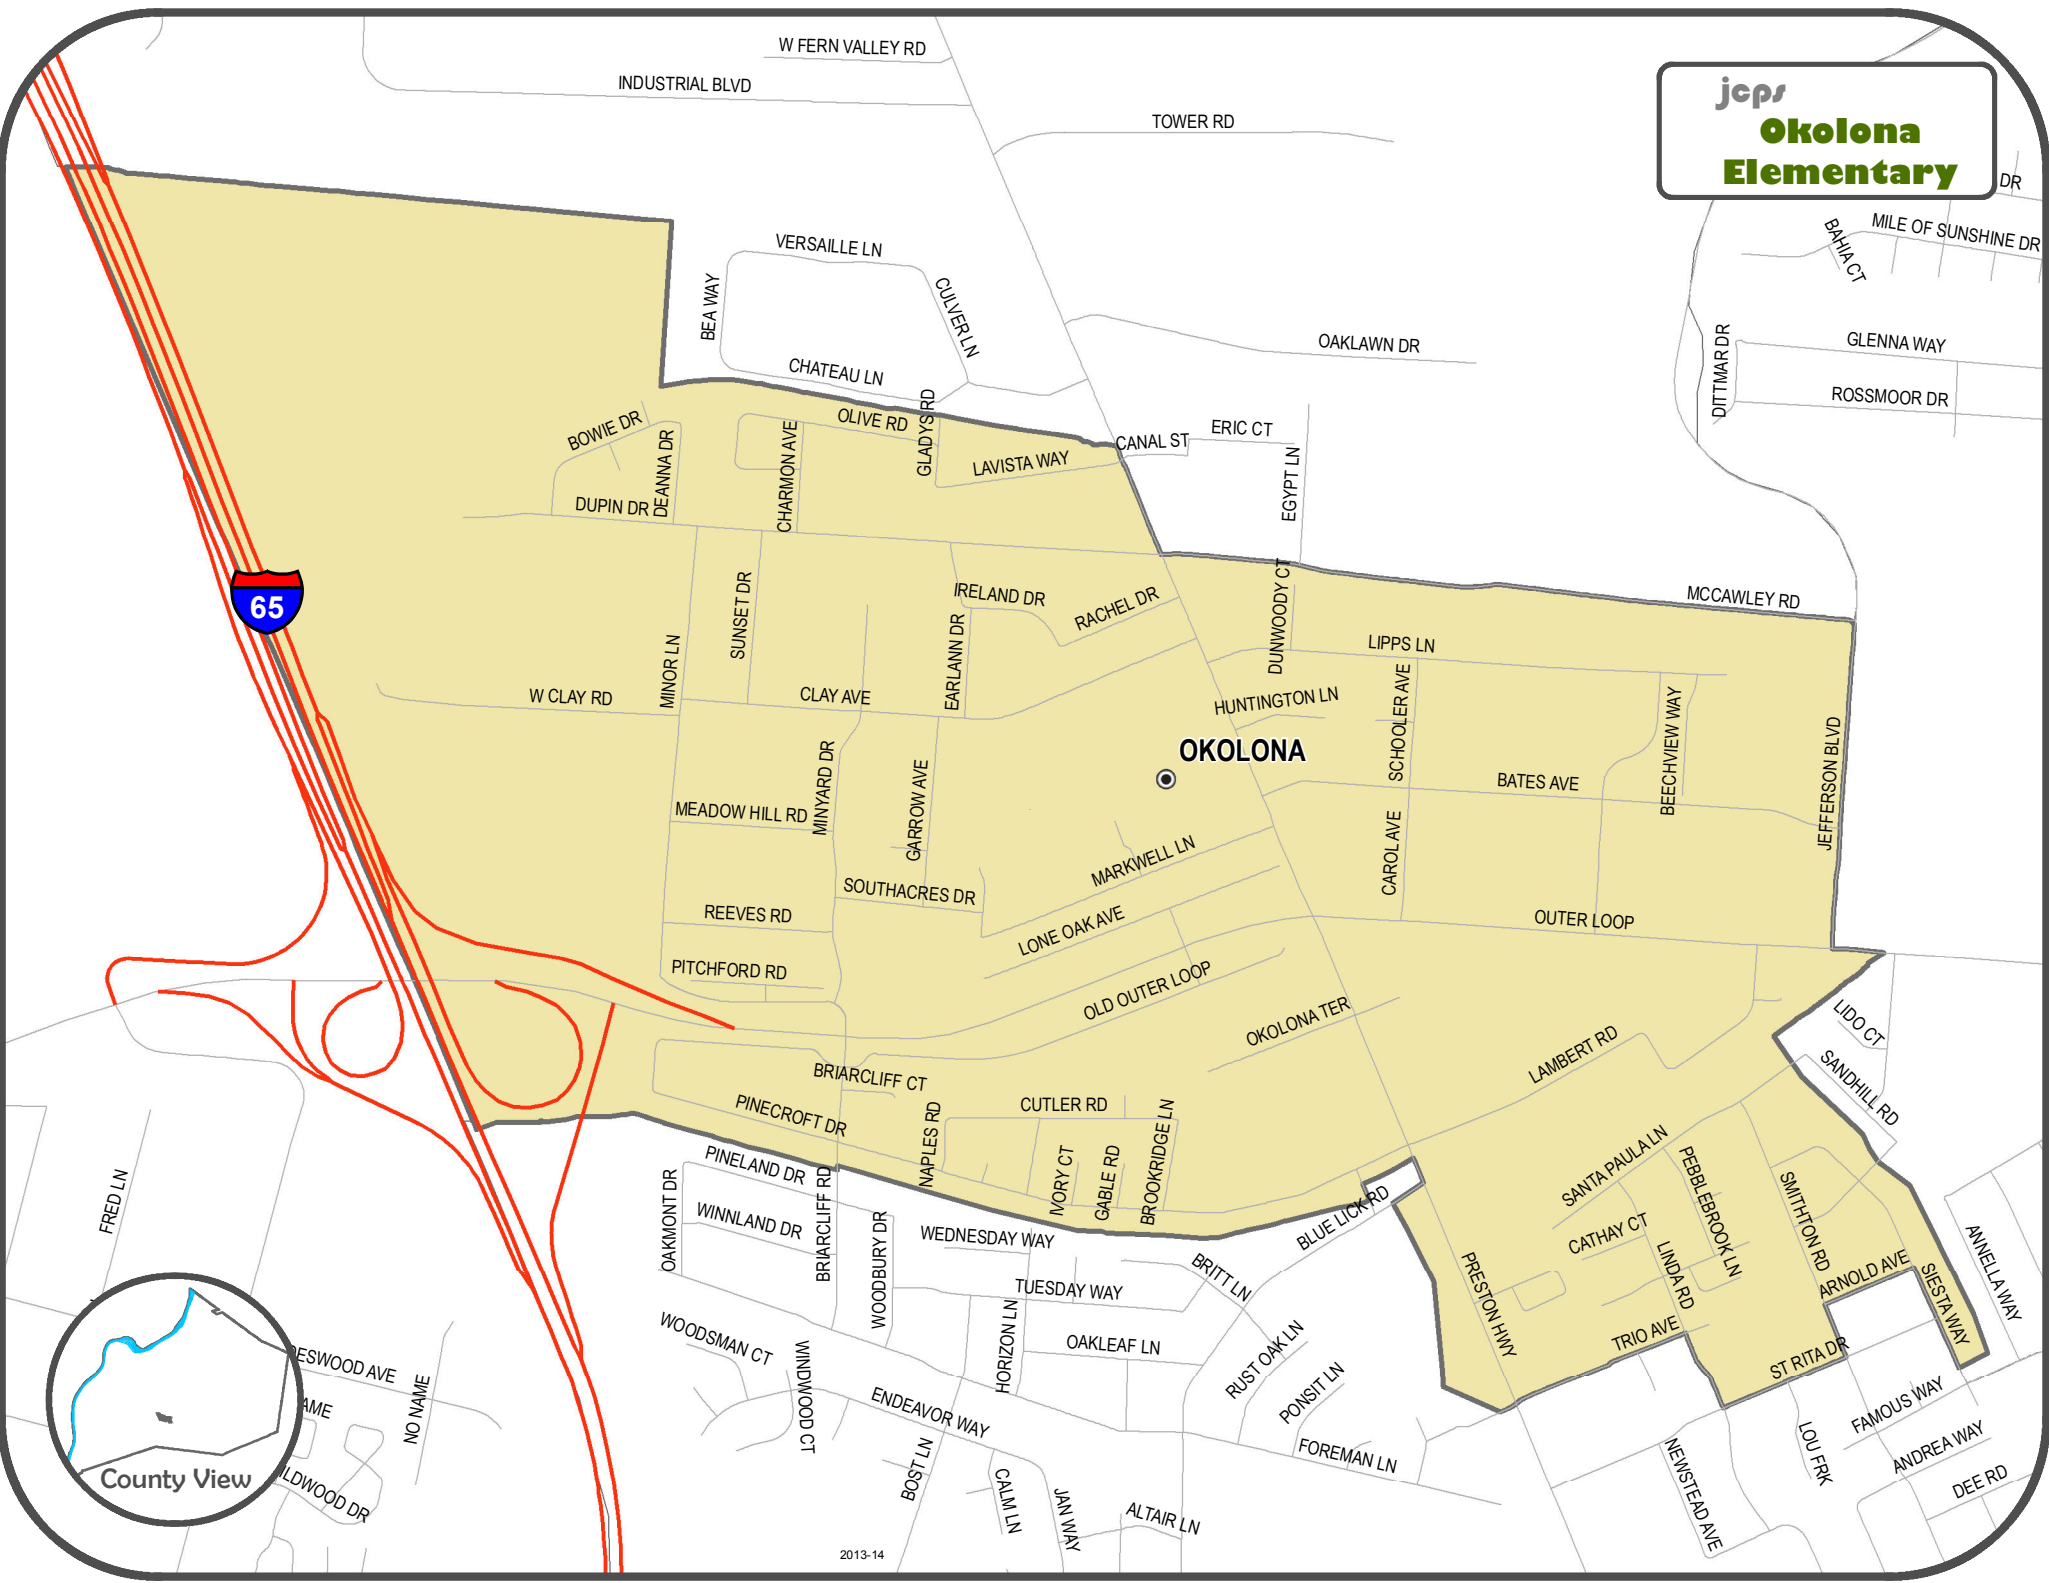 W FERN VALLEY RD
INDUSTRIAL BLVD
TOWER RD
jcps
Okolona
Elementary
DR
MILE OF SUNSHINE DR
BAHIA CT
VERSAILLE LN
BEA WAY
CULVER LN
CHATEAU LN
OAKLAWN DR
DITTMAR DR
GLENNA WAY
ROSSMOOR DR
BOWIE DR
DEANNA DR
DUPIN DR
CHARMON AVE
OLIVE RD
GLADYS RD
LAVISTA WAY
CANAL ST
ERIC CT
EGYPT LN
65
SUNSET DR
MINOR LN
IRELAND DR
RACHEL DR
EARLANN DR
DUNWOODY CT
MCCAWLEY RD
LIPPS LN
W CLAY RD
CLAY AVE
HUNTINGTON LN
SCHOOLER AVE
BEECHVIEW WAY
JEFFERSON BLVD
OKOLONA
BATES AVE
MINYARD DR
GARROW AVE
MEADOW HILL RD
MARKWELL LN
CAROL AVE
SOUTHACRES DR
REEVES RD
LONE OAK AVE
OUTER LOOP
PITCHFORD RD
OLD OUTER LOOP
OKOLONA TER
LIDO CT
LAMBERT RD
SANDHILL RD
BRIARCLIFF CT
PINECROFT DR
CUTLER RD
NAPLES RD
IVORY CT
GABLE RD
BROOKRIDGE LN
SANTA PAULA LN
PEBBLEBROOK LN
SMITHTON RD
FRED LN
PINELAND DR
OAKMONT DR
WINNLAND DR
BRIARCLIFF RD
WOODBURY DR
WEDNESDAY WAY
BLUE LICK RD
CATHAY CT
LINDA RD
ARNOLD AVE
SIESTA WAY
ANNELLA WAY
TUESDAY WAY
BRITT LN
PRESTON HWY
HORIZON LN
OAKLEAF LN
WOODSMAN CT
WINDWOOD CT
RUST OAK LN
PONSIT LN
TRIO AVE
ST RITA DR
ESWOOD AVE
AME
NO NAME
ENDEAVOR WAY
FAMOUS WAY
LOU FRK
ANDREA WAY
DEE RD
NEWSTEAD AVE
FOREMAN LN
BOST LN
CALM LN
JAN WAY
ALTAIR LN
County View
ILDWOOD DR
2013-14